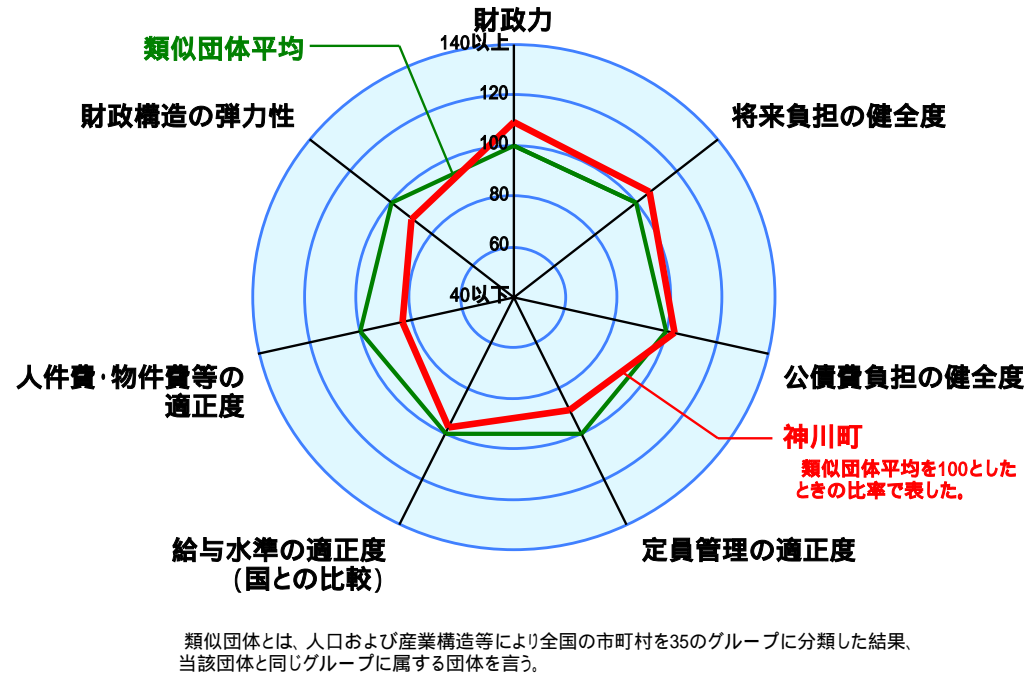 財政力
140以上
類似団体平均
120
財政構造の弾力性
将来負担の健全度
100
80
60
40以下
人件費・物件費等の
適正度
公債費負担の健全度
神川町
類似団体平均を100とした
ときの比率で表した。
給与水準の適正度
(国との比較)
定員管理の適正度
類似団体とは、人口および産業構造等により全国の市町村を35のグループに分類した結果、
当該団体と同じグループに属する団体を言う。